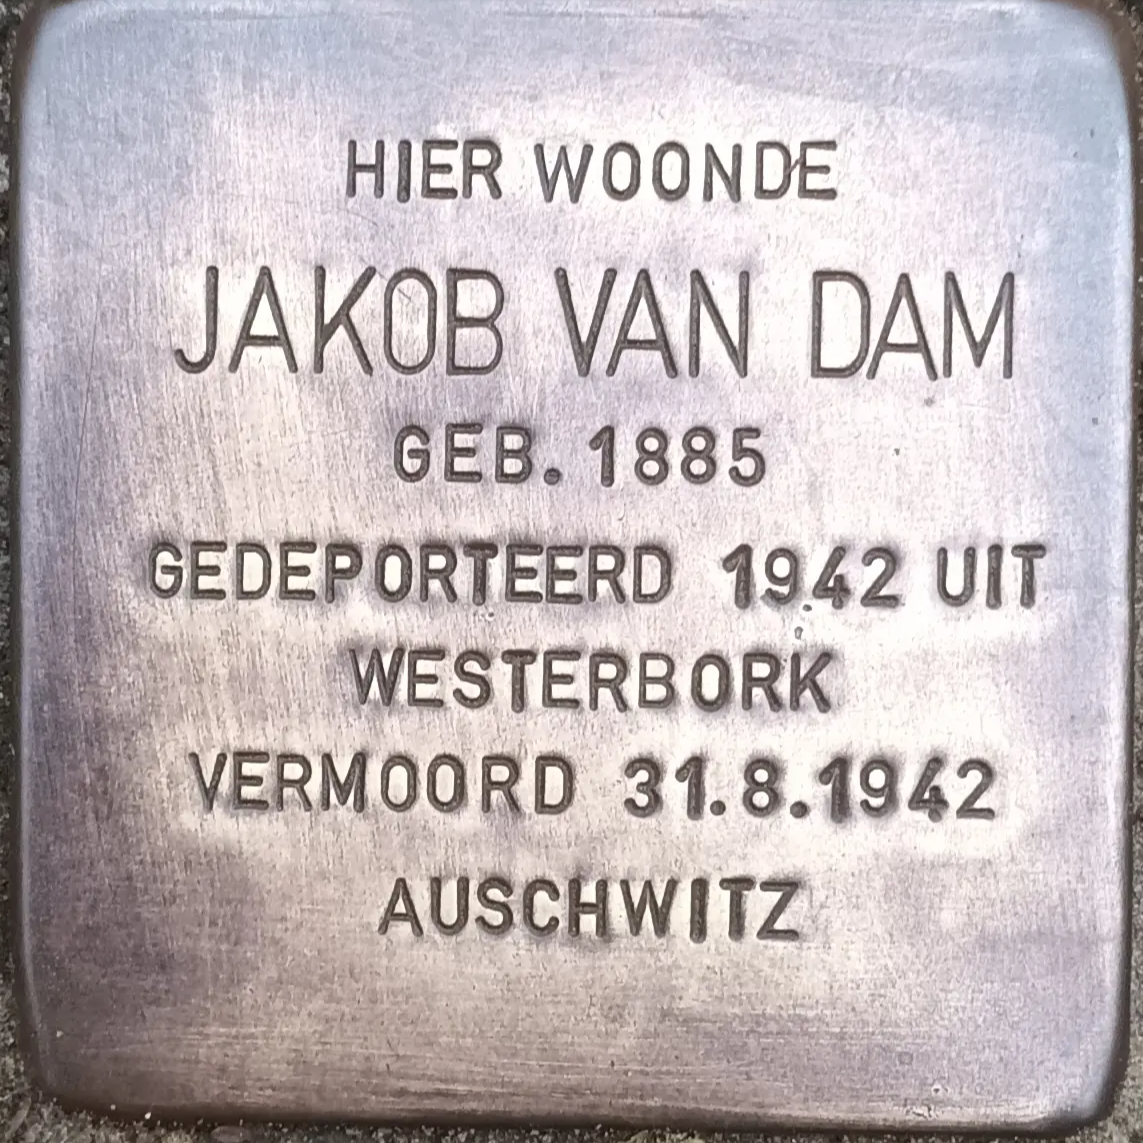 HIER WOONDE
JAKOB VAN DAM
GEB. 1885
GEDEPORTEERD 1942 UIT
WESTERBORK
VERMOORD 31.8.1942
AUSCHWITZ